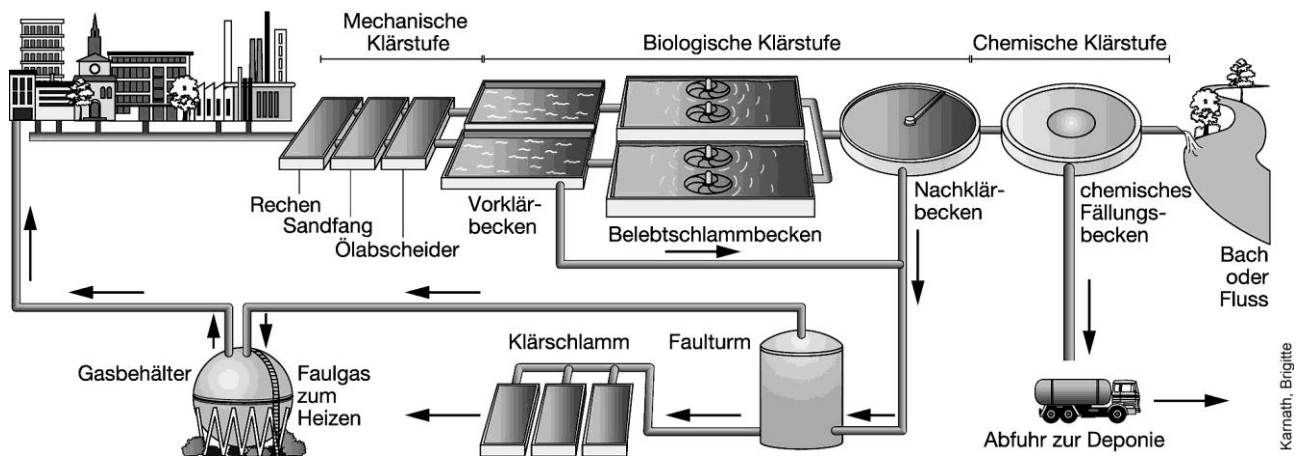 Mechanische
Klärstufe
Biologische Klärstufe
Chemische Klärstufe
Rechen
Sandfang
Ölabscheider
Vorklär-
becken
Belebtschlammbecken
Nachklär-
becken
chemisches
Fällungs-
becken
Bach
oder
Fluss
Gasbehälter
Faulgas
zum
Heizen
Klärschlamm
Faulturm
Abfuhr zur Deponie
Karnath, Brigitte